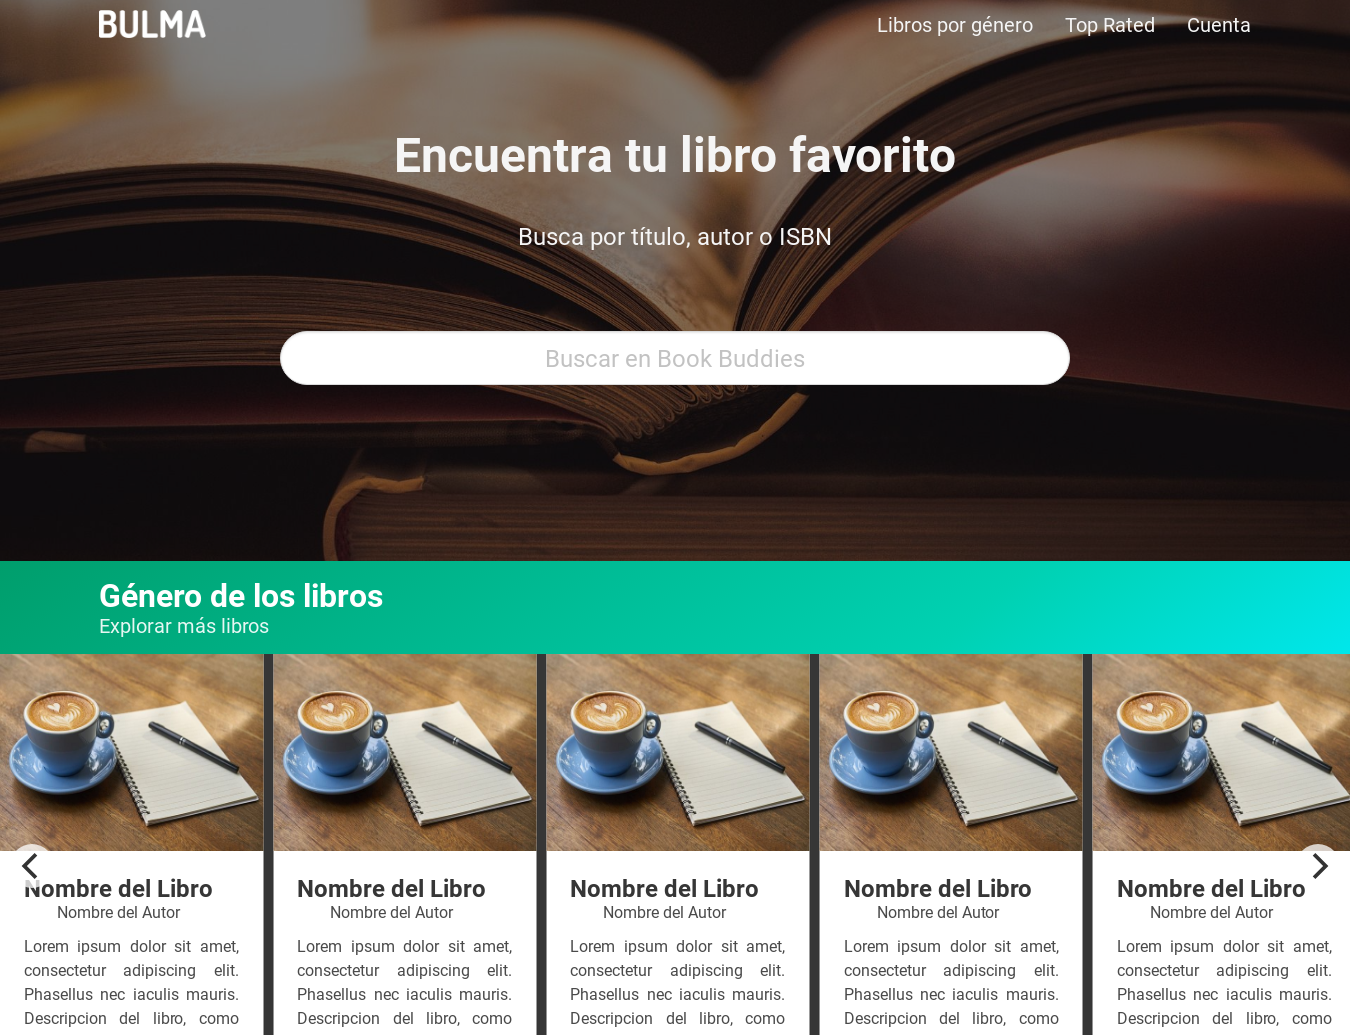 BULMA
Libros por género
Top Rated
Cuenta
Encuentra tu libro favorito
Busca por título, autor o ISBN
Buscar en Book Buddies
Género de los libros
Explorar más libros
Nombre del Libro
Nombre del Autor
Lorem ipsum dolor sit amet,
consectetur adipiscing elit.
Phasellus nec iaculis mauris.
Descripcion del libro, como
Nombre del Libro
Nombre del Autor
Lorem ipsum dolor sit amet,
consectetur adipiscing elit.
Phasellus nec iaculis mauris.
Descripcion del libro, como
Nombre del Libro
Nombre del Autor
Lorem ipsum dolor sit amet,
consectetur adipiscing elit.
Phasellus nec iaculis mauris.
Descripcion del libro, como
Nombre del Libro
Nombre del Autor
Lorem ipsum dolor sit amet,
consectetur adipiscing elit.
Phasellus nec iaculis mauris.
Descripcion del libro, como
Nombre del Libro
Nombre del Autor
Lorem ipsum dolor sit amet,
consectetur adipiscing elit.
Phasellus nec iaculis mauris.
Descripcion del libro, como